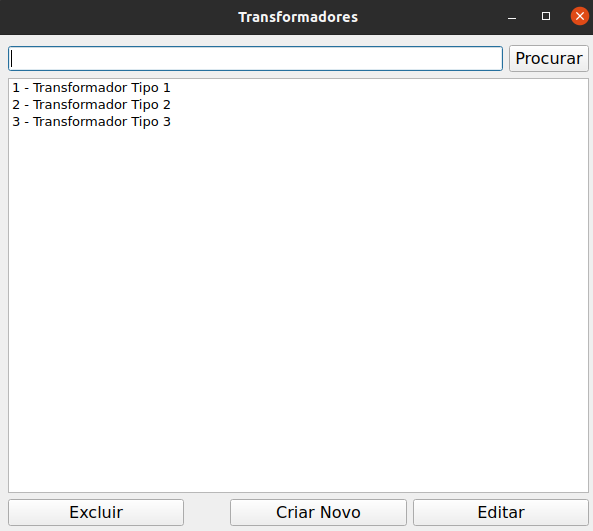 Transformadores
Procurar
1 - Transformador Tipo 1
2 - Transformador Tipo 2
3 - Transformador Tipo 3
Excluir
Criar Novo
Editar